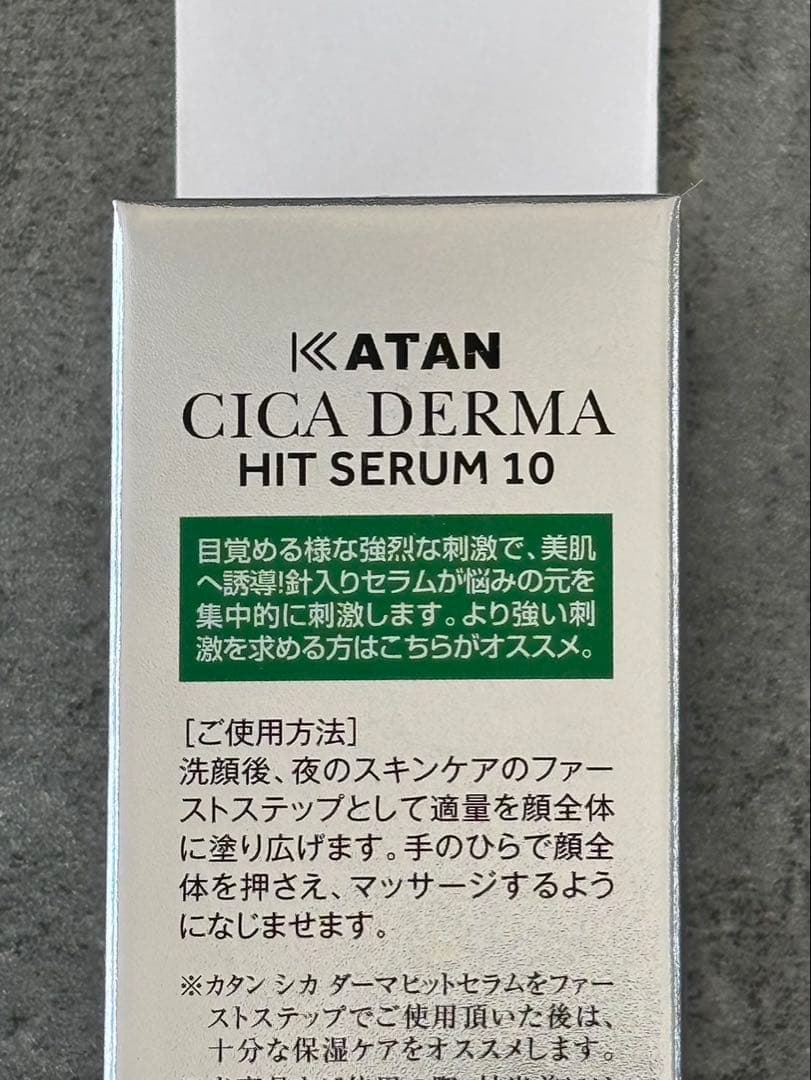 KATAN
CICA DERMA
HIT SERUM 10
目覚める様な強烈な刺激で、美肌
へ誘導!針入りセラムが悩みの元を
集中的に刺激します。より強い刺
激を求める方はこちらがオススメ。
[ご使用方法]
洗顔後、夜のスキンケアのファー
ストステップとして適量を顔全体
に塗り広げます。手のひらで顔全
体を押さえ、マッサージするよう
になじませます。
※カタン シカ ダーマヒットセラムをファー
ストステップでご使用頂いた後は、
十分な保湿ケアをオススメします。